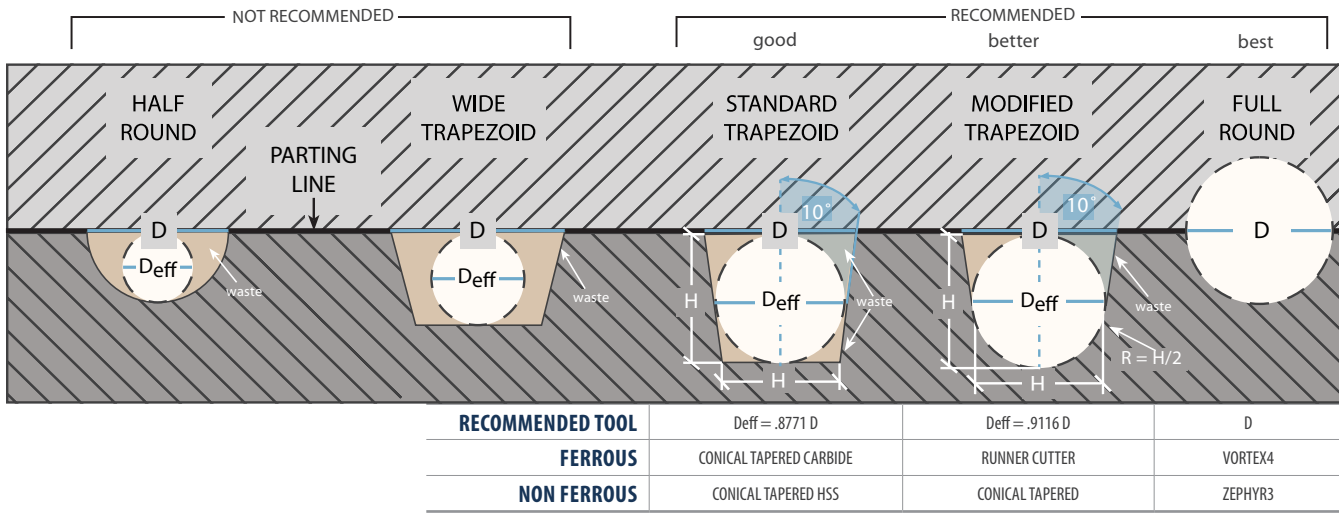 NOT RECOMMENDED
RECOMMENDED
good
better
best
HALF
ROUND
WIDE
TRAPEZOID
STANDARD
TRAPEZOID
MODIFIED
TRAPEZOID
FULL
ROUND
PARTING
LINE
D
Deff
waste
Deff
waste
D
10°
Deff
H
H
waste
D
10°
Deff
H
H
waste
R = H/2
D
RECOMMENDED TOOL Deff = .8771 D Deff = .9116 D D
FERROUS CONICAL TAPERED CARBIDE RUNNER CUTTER VORTEX4
NON FERROUS CONICAL TAPERED HSS CONICAL TAPERED ZEPHYR3